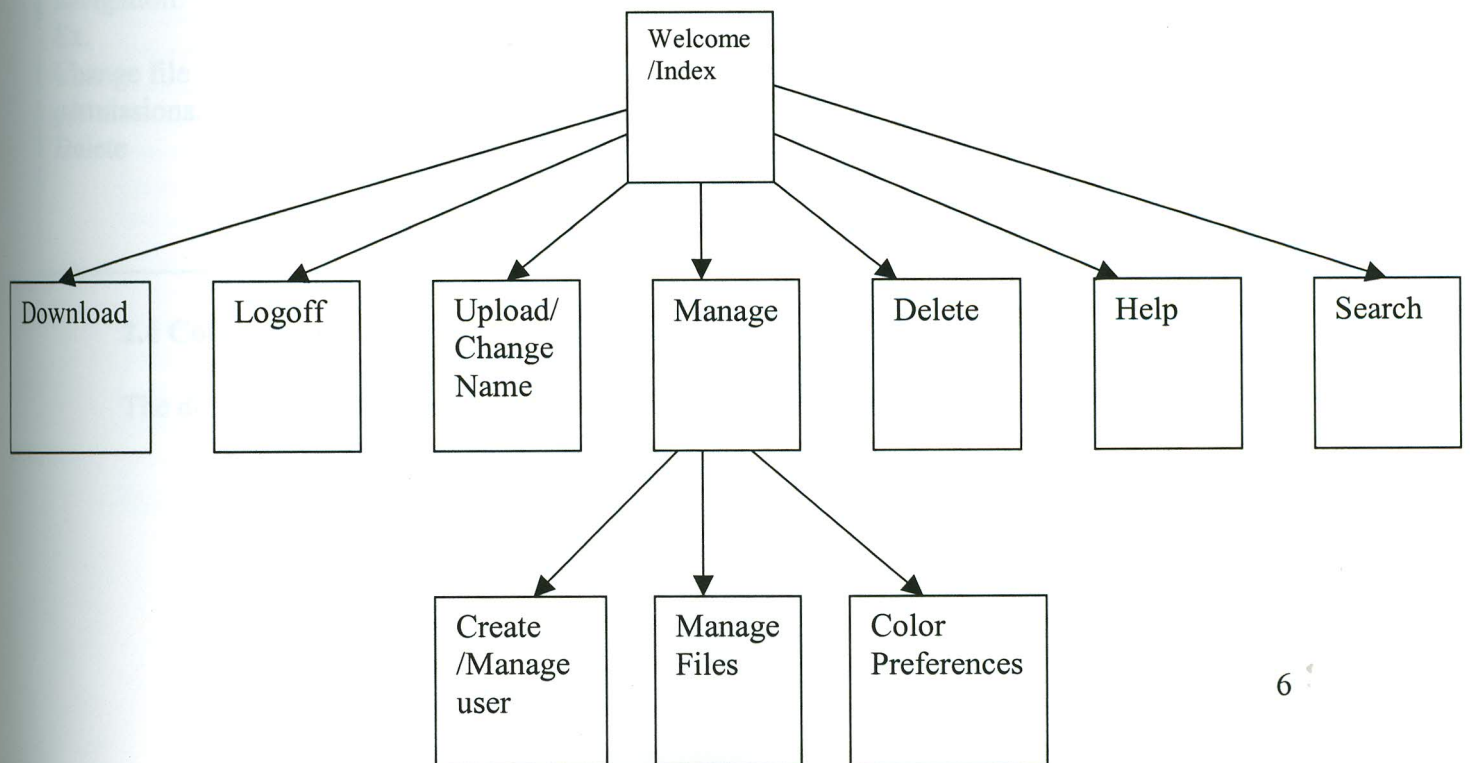 Welcome
/Index
Download
Logoff
Upload/
Change
Name
Manage
Delete
Help
Search
Create
/Manage
user
Manage
Files
Color
Preferences
6